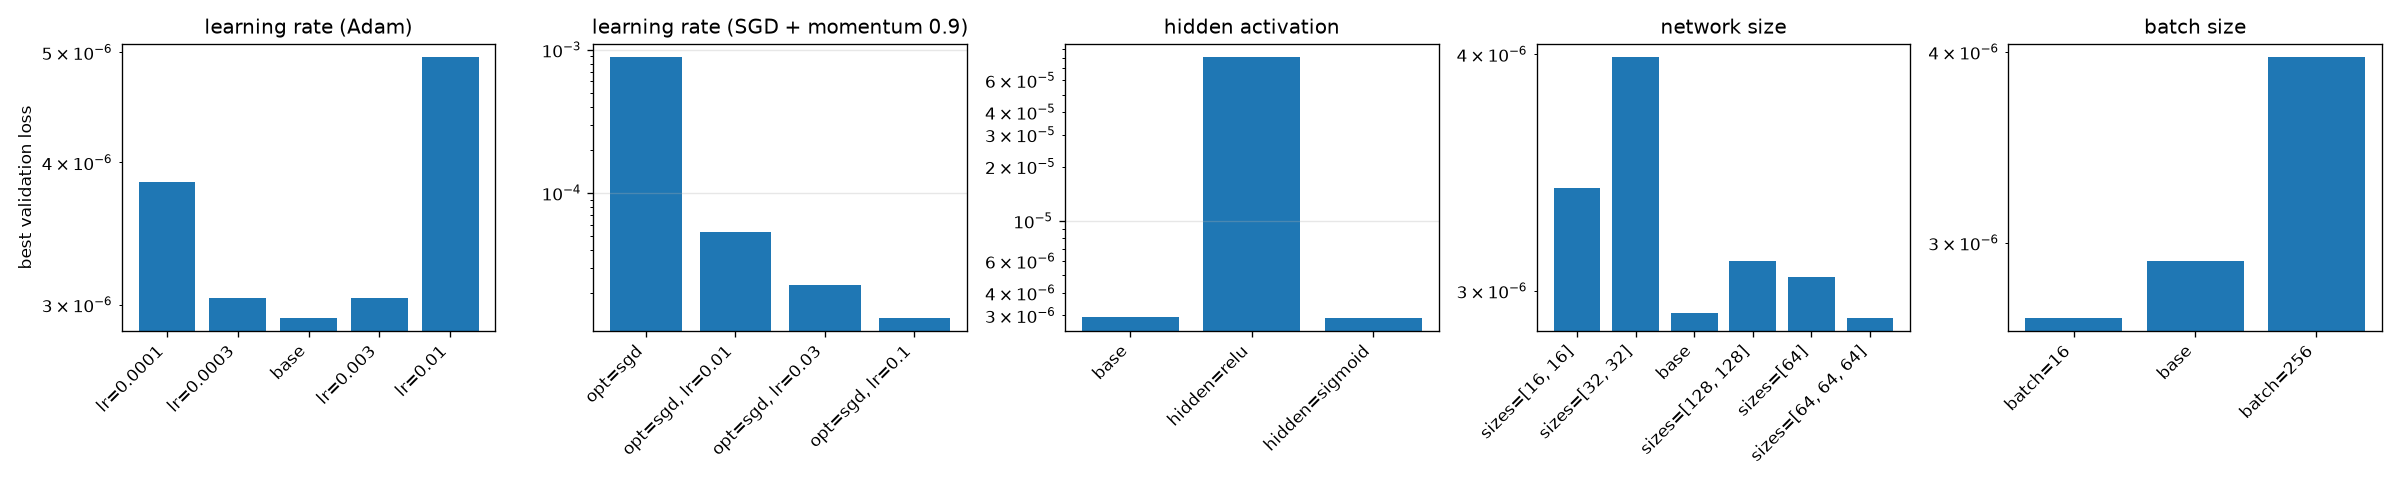 learning rate (Adam)
best validation loss
5 × 10⁻⁶
4 × 10⁻⁶
3 × 10⁻⁶
lr=0.0001
lr=0.0003
base
lr=0.003
lr=0.01
learning rate (SGD + momentum 0.9)
10⁻³
10⁻⁴
opt=sgd
opt=sgd, lr=0.01
opt=sgd, lr=0.03
opt=sgd, lr=0.1
hidden activation
6 × 10⁻⁵
4 × 10⁻⁵
3 × 10⁻⁵
2 × 10⁻⁵
10⁻⁵
6 × 10⁻⁶
4 × 10⁻⁶
3 × 10⁻⁶
base
hidden=relu
hidden=sigmoid
network size
4 × 10⁻⁶
3 × 10⁻⁶
sizes=[16, 16]
sizes=[32, 32]
base
sizes=[128, 128]
sizes=[64]
sizes=[64, 64, 64]
batch size
4 × 10⁻⁶
3 × 10⁻⁶
batch=16
base
batch=256